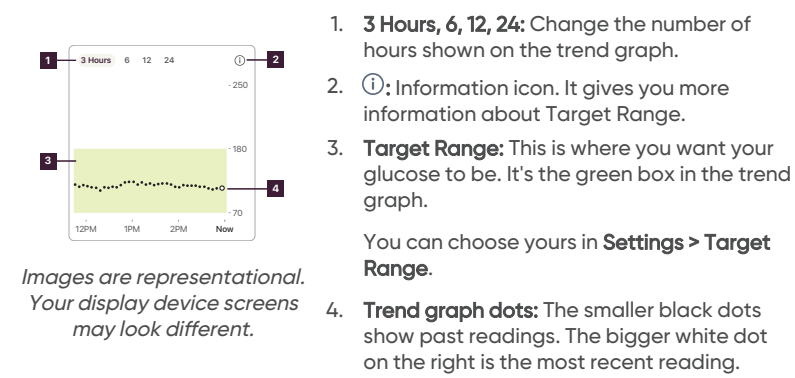 1
3 Hours 6 12 24
2
250
180
3
4
70
12PM 1PM 2PM Now
Images are representational.
Your display device screens
may look different.
1. 3 Hours, 6, 12, 24: Change the number of
hours shown on the trend graph.
2. ⓘ: Information icon. It gives you more
information about Target Range.
3. Target Range: This is where you want your
glucose to be. It's the green box in the trend
graph.
You can choose yours in Settings > Target
Range.
4. Trend graph dots: The smaller black dots
show past readings. The bigger white dot
on the right is the most recent reading.